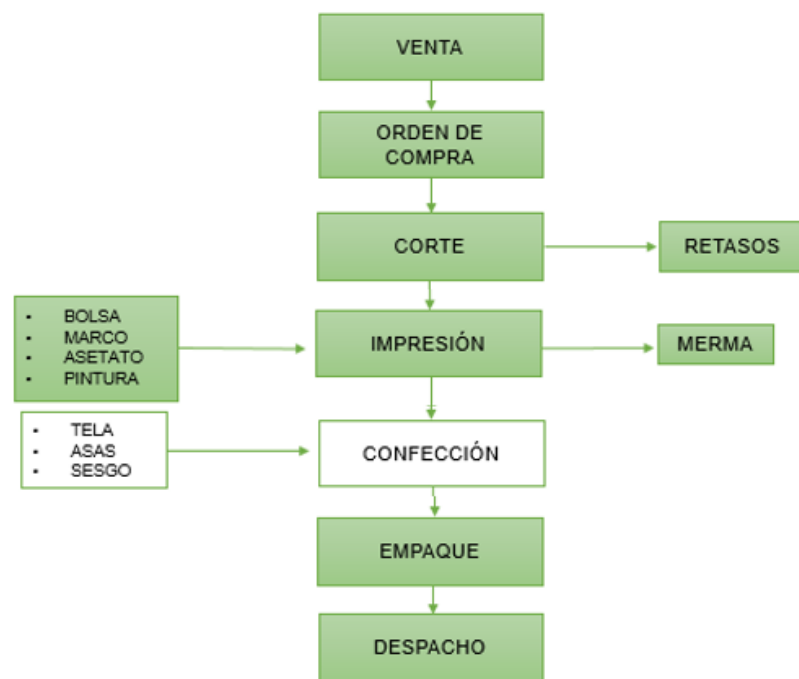 VENTA
ORDEN DE
COMPRA
CORTE
RETASOS
• BOLSA
• MARCO
• ASETATO
• PINTURA
IMPRESIÓN
MERMA
• TELA
• ASAS
• SESGO
CONFECCIÓN
EMPAQUE
DESPACHO